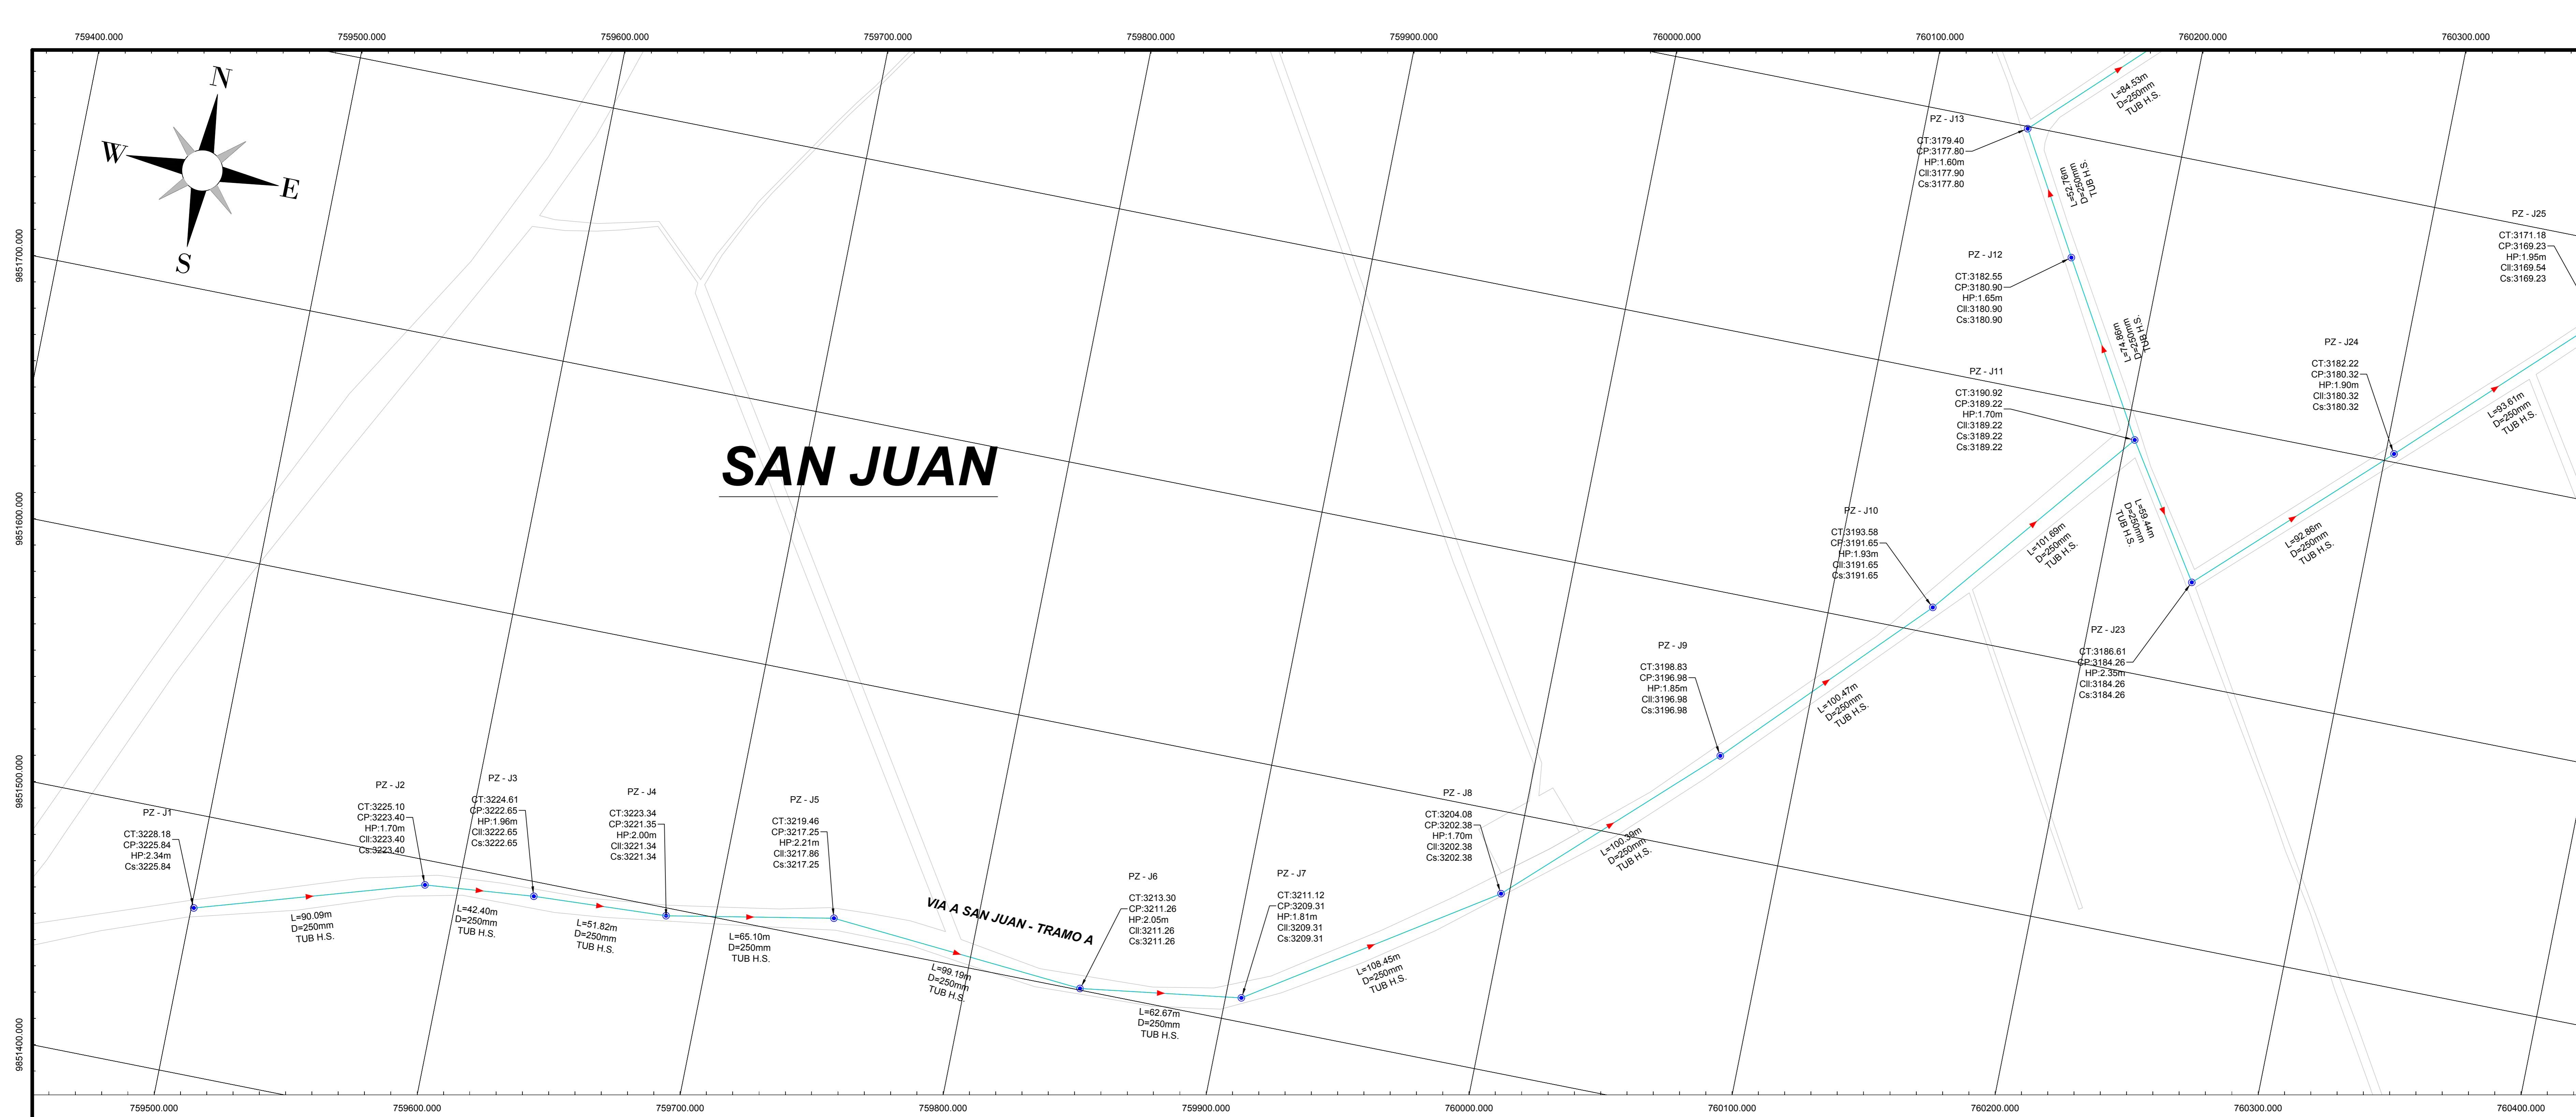 759400.000
759500.000
759600.000
759700.000
759800.000
759900.000
760000.000
760100.000
760200.000
760300.000
N
W
E
S
9851700.000
9851600.000
9851500.000
9851400.000
SAN JUAN
VIA A SAN JUAN - TRAMO A
PZ - J1
CT:3228.18
CP:3225.84
HP:2.34m
Cll:3225.84
Cs:3225.84
L=90.09m
D=250mm
TUB H.S.
PZ - J2
CT:3225.10
CP:3223.40
HP:1.70m
Cll:3223.40
Cs:3223.40
L=42.40m
D=250mm
TUB H.S.
PZ - J3
CT:3224.61
CP:3222.65
HP:1.96m
Cll:3222.65
Cs:3222.65
L=51.82m
D=250mm
TUB H.S.
PZ - J4
CT:3223.34
CP:3221.35
HP:2.00m
Cll:3221.34
Cs:3221.34
L=65.10m
D=250mm
TUB H.S.
PZ - J5
CT:3219.46
CP:3217.25
HP:2.21m
Cll:3217.86
Cs:3217.25
L=99.19m
D=250mm
TUB H.S.
PZ - J6
CT:3213.30
CP:3211.26
HP:2.05m
Cll:3211.26
Cs:3211.26
L=62.67m
D=250mm
TUB H.S.
PZ - J7
CT:3211.12
CP:3209.31
HP:1.81m
Cll:3209.31
Cs:3209.31
L=108.45m
D=250mm
TUB H.S.
PZ - J8
CT:3204.08
CP:3202.38
HP:1.70m
Cll:3202.38
Cs:3202.38
L=100.39m
D=250mm
TUB H.S.
PZ - J9
CT:3198.83
CP:3196.98
HP:1.85m
Cll:3196.98
Cs:3196.98
L=100.47m
D=250mm
TUB H.S.
PZ - J10
CT:3193.58
CP:3191.65
HP:1.93m
Cll:3191.65
Cs:3191.65
L=101.69m
D=250mm
TUB H.S.
PZ - J11
CT:3190.92
CP:3189.22
HP:1.70m
Cll:3189.22
Cs:3189.22
Cs:3189.22
L=74.86m
D=250mm
TUB H.S.
PZ - J12
CT:3182.55
CP:3180.90
HP:1.65m
Cll:3180.90
Cs:3180.90
L=52.76m
D=250mm
TUB H.S.
PZ - J13
CT:3179.40
CP:3177.80
HP:1.60m
Cll:3177.90
Cs:3177.80
L=84.53m
D=250mm
TUB H.S.
L=59.44m
D=250mm
TUB H.S.
PZ - J23
CT:3186.61
CP:3184.26
HP:2.35m
Cll:3184.26
Cs:3184.26
L=92.86m
D=250mm
TUB H.S.
PZ - J24
CT:3182.22
CP:3180.32
HP:1.90m
Cll:3180.32
Cs:3180.32
L=93.61m
D=250mm
TUB H.S.
PZ - J25
CT:3171.18
CP:3169.23
HP:1.95m
Cll:3169.54
Cs:3169.23
759500.000
759600.000
759700.000
759800.000
759900.000
760000.000
760100.000
760200.000
760300.000
760400.000